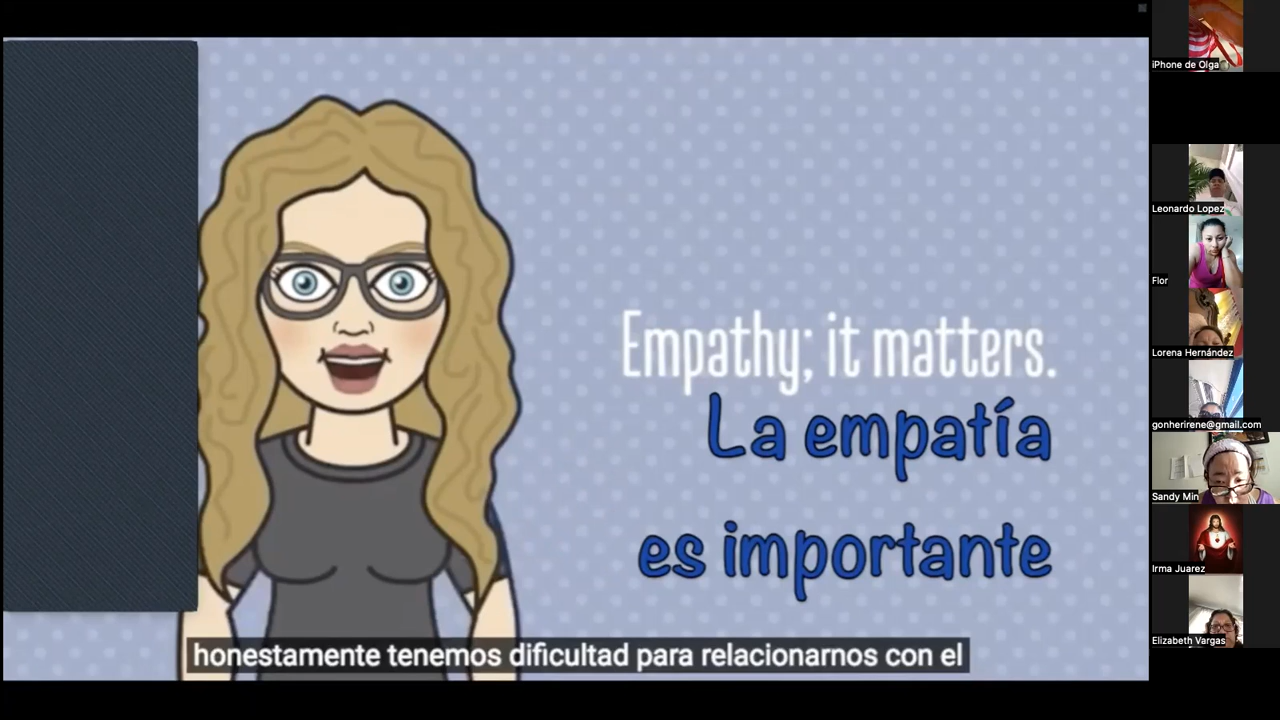 Empathy; it matters.
La empatía
es importante
honestamente tenemos dificultad para relacionarnos con el
iPhone de Olga
Leonardo Lopez
Flor
Lorena Hernández
gonherirene@gmail.com
Sandy Min
Irma Juarez
Elizabeth Vargas